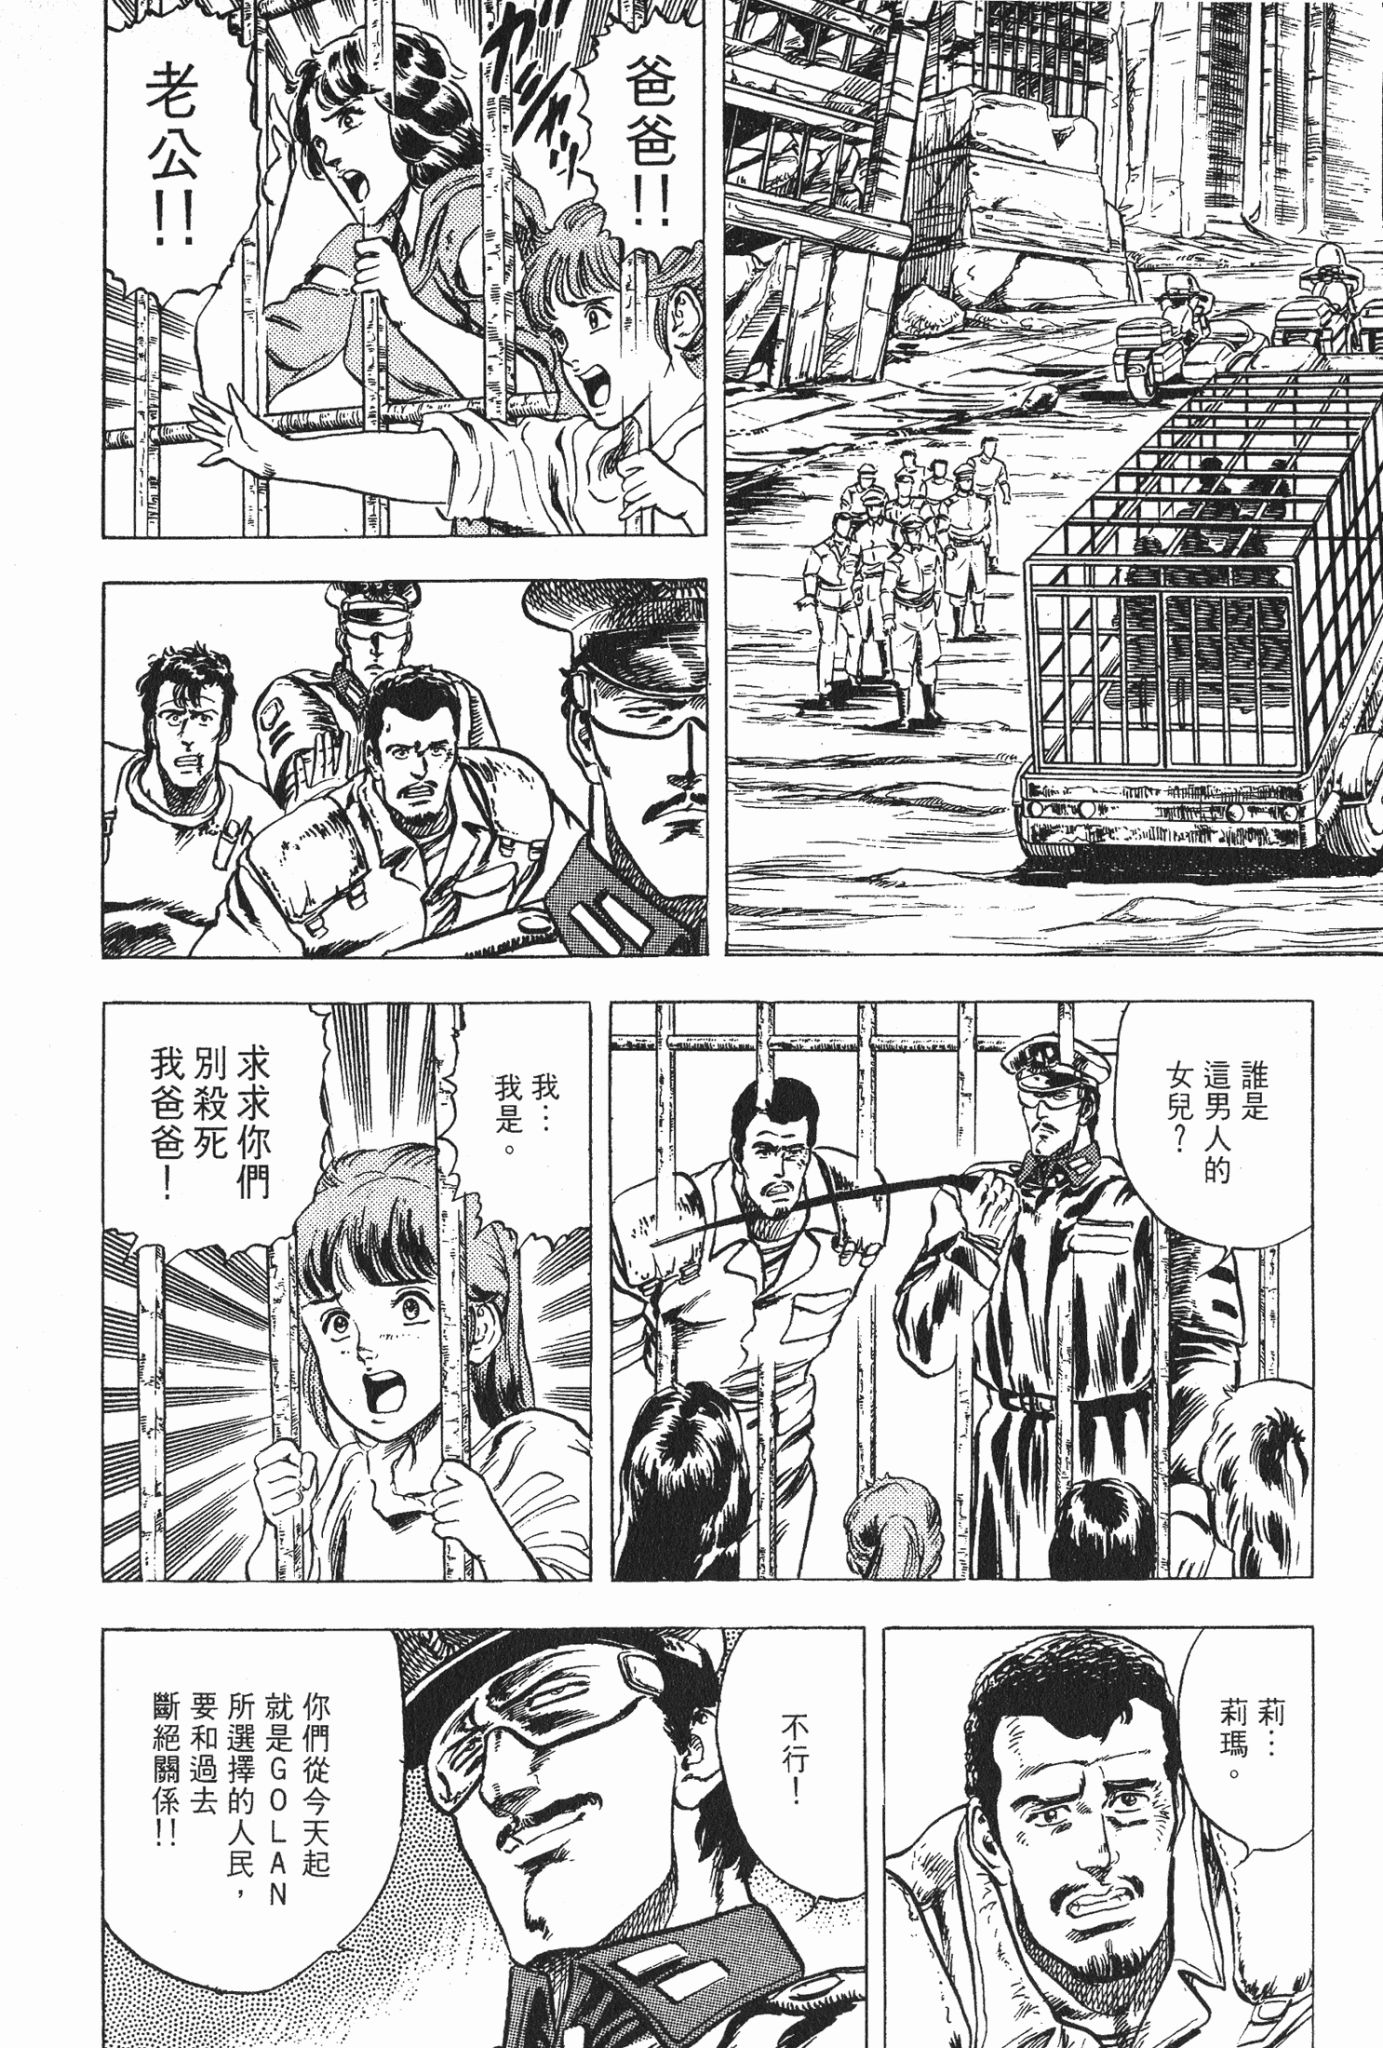 爸爸!!
老公!!
ガガガガ
誰是
這男人的
女兒?
我…
我是。
求求你們
別殺死
我爸爸!
莉…
莉瑪。
不行!
你們從今天起
就是GOLAN
所選擇的人民,
要和過去
斷絕關係!!